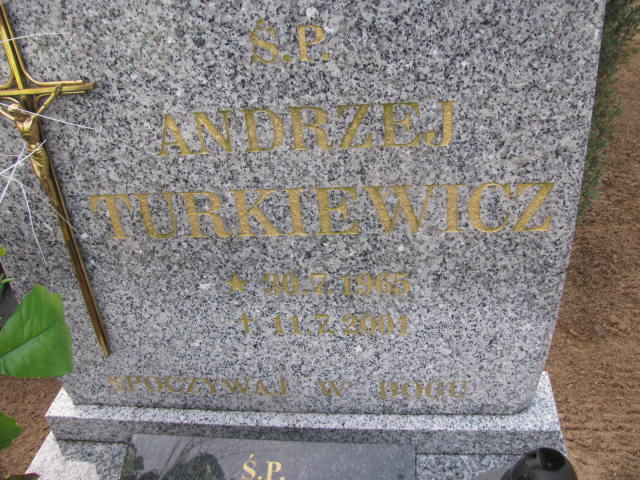 Ś.P.
ANDRZEJ
TURKIEWICZ
★ 30.7.1965
† 11.7.2001
SPOCZYWAJ W BOGU
Ś.P.